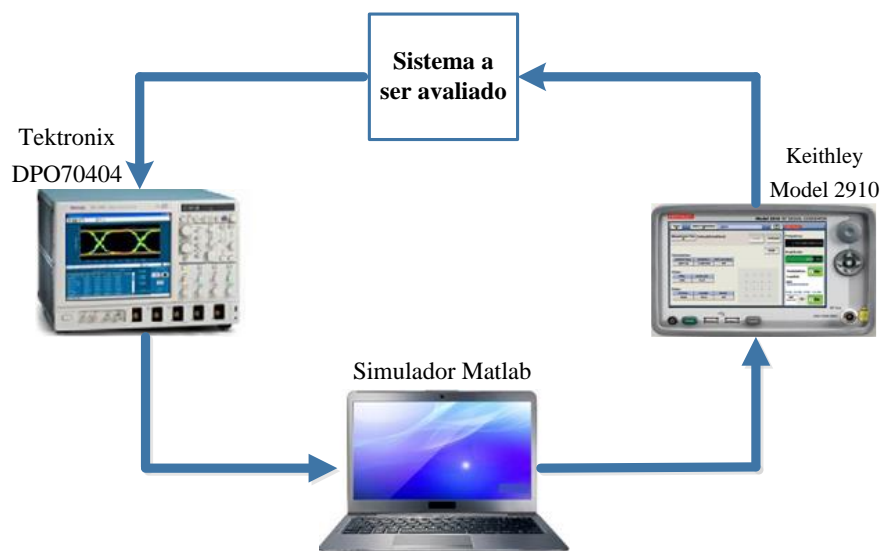 Sistema a
ser avaliado
Tektronix
DPO70404
Keithley
Model 2910
Simulador Matlab